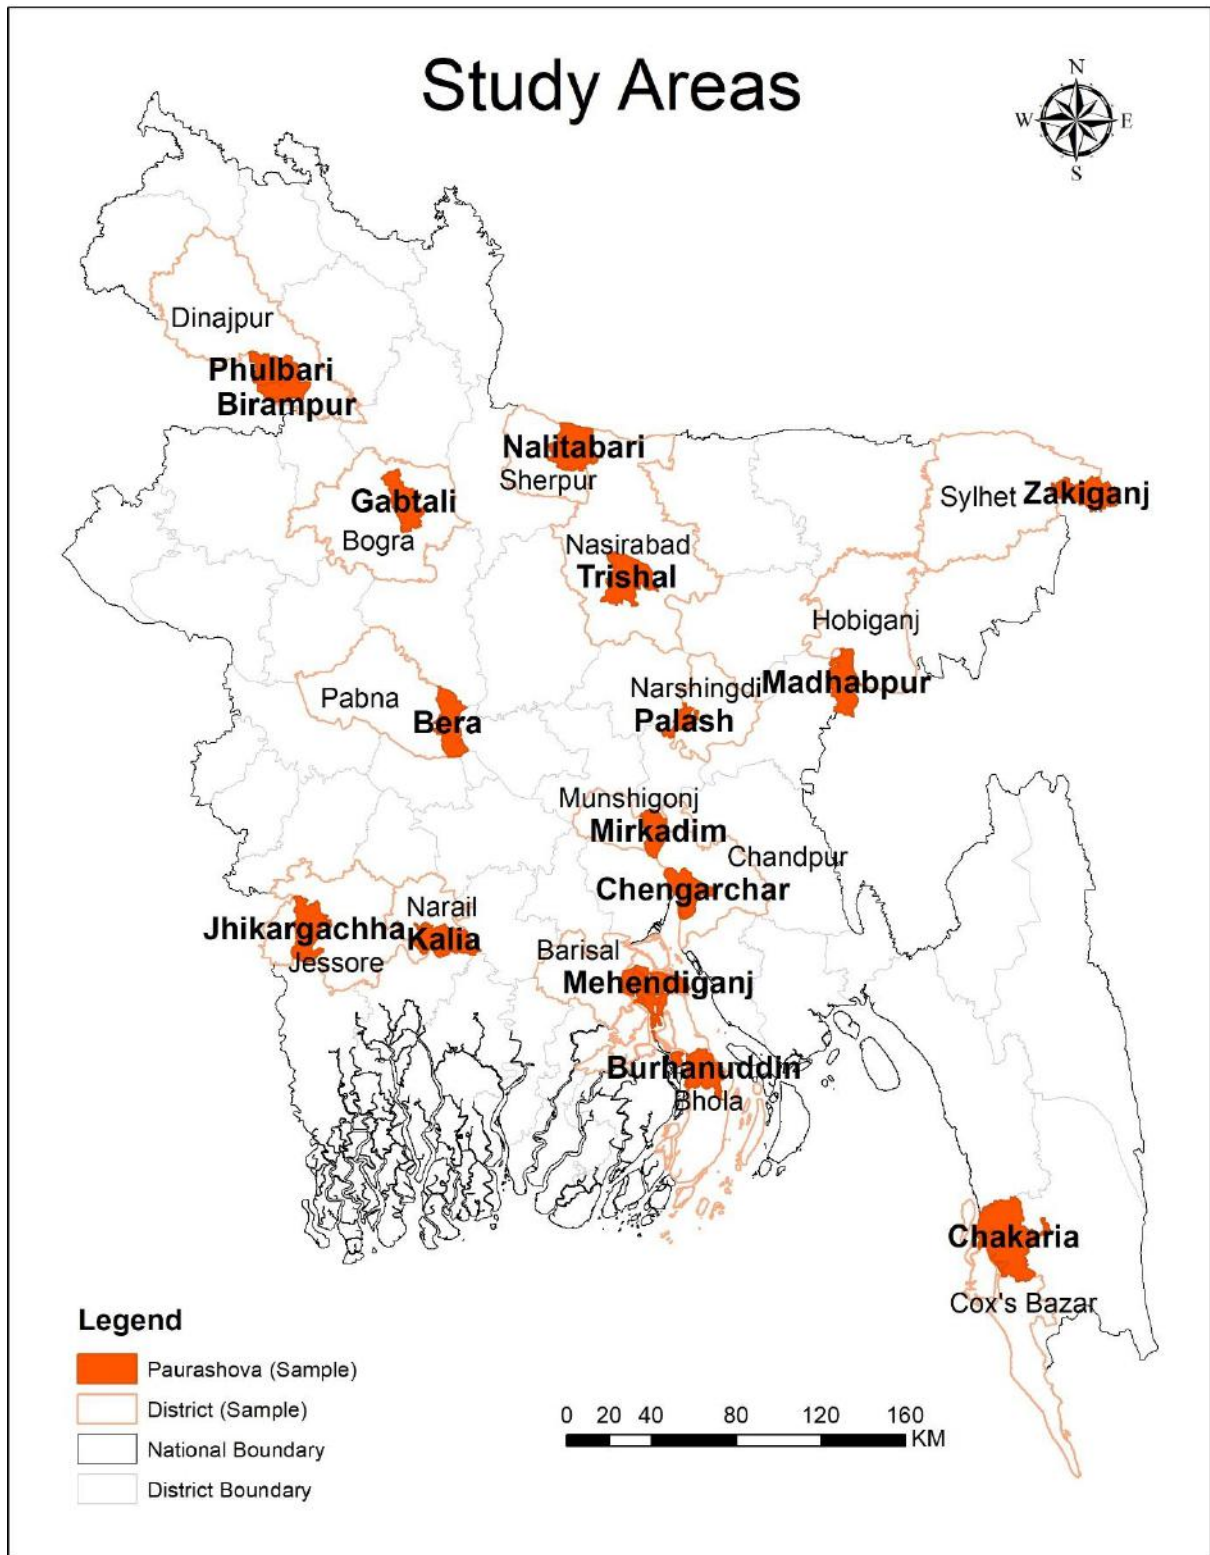 Study Areas
N
W E
S
Dinajpur
Phulbari
Birampur
Nalitabari
Sherpur
Gabtali
Bogra
Sylhet Zakiganj
Nasirabad
Trishal
Hobiganj
Madhabpur
Pabna
Bera
Narshingdi
Palash
Munshigonj
Mirkadim
Chandpur
Chengarchar
Narail
Jhikargachha
Kalia
Jessore
Barisal
Mehendiganj
Burhanuddin
Bhola
Chakaria
Cox's Bazar
Legend
Paurashova (Sample)
District (Sample)
National Boundary
District Boundary
0 20 40 80 120 160
KM